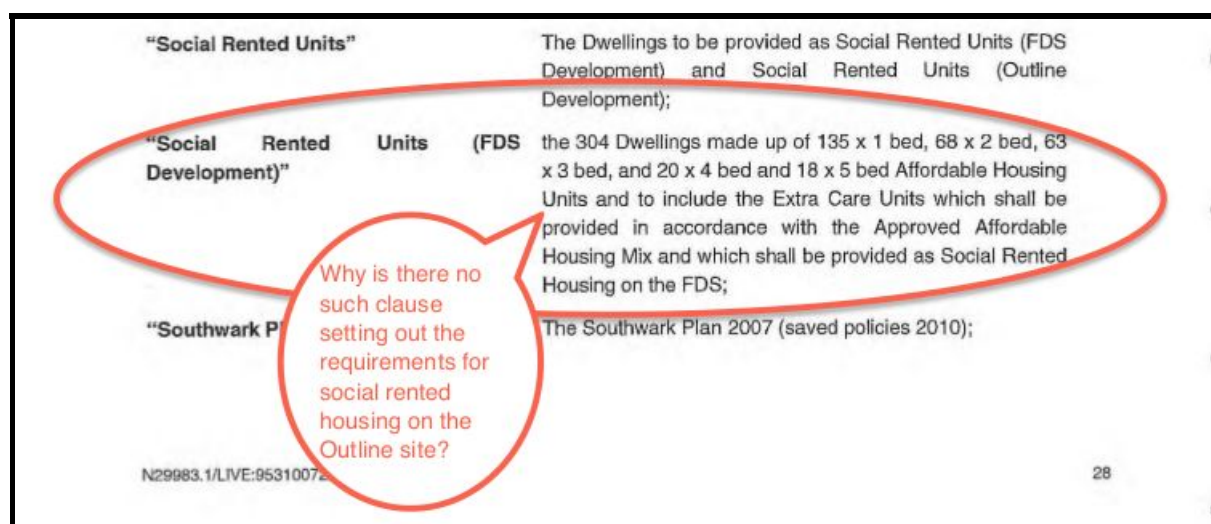 “Social Rented Units”
The Dwellings to be provided as Social Rented Units (FDS
Development) and Social Rented Units (Outline
Development);
“Social Rented Units (FDS
Development)”
the 304 Dwellings made up of 135 x 1 bed, 68 x 2 bed, 63
x 3 bed, and 20 x 4 bed and 18 x 5 bed Affordable Housing
Units and to include the Extra Care Units which shall be
provided in accordance with the Approved Affordable
Housing Mix and which shall be provided as Social Rented
Housing on the FDS;
Why is there no
such clause
setting out the
requirements for
social rented
housing on the
Outline site?
“Southwark P
The Southwark Plan 2007 (saved policies 2010);
N29983.1/LIVE:9531007
28